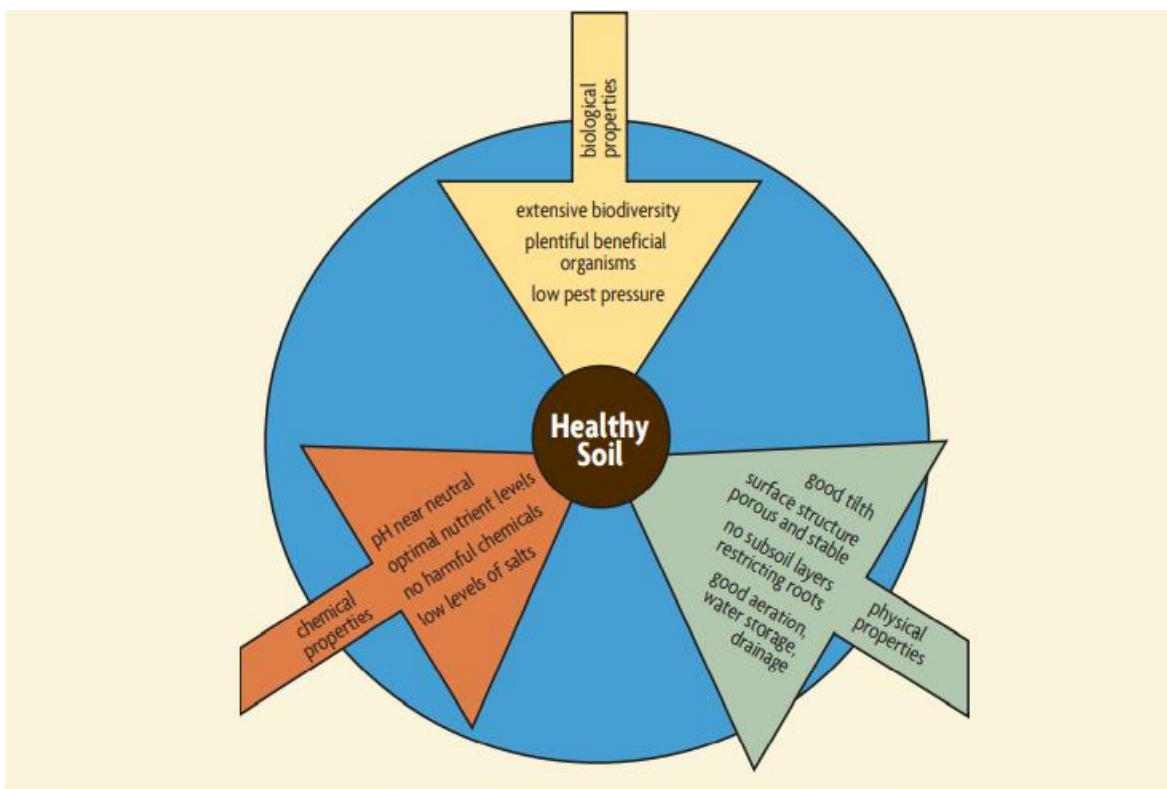 biological
properties
extensive biodiversity
plentiful beneficial
organisms
low pest pressure
Healthy
Soil
pH near neutral
optimal nutrient levels
no harmful chemicals
low levels of salts
chemical
properties
good tilth
surface structure
porous and stable
no subsoil layers
restricting roots
good aeration,
water storage,
drainage
physical
properties